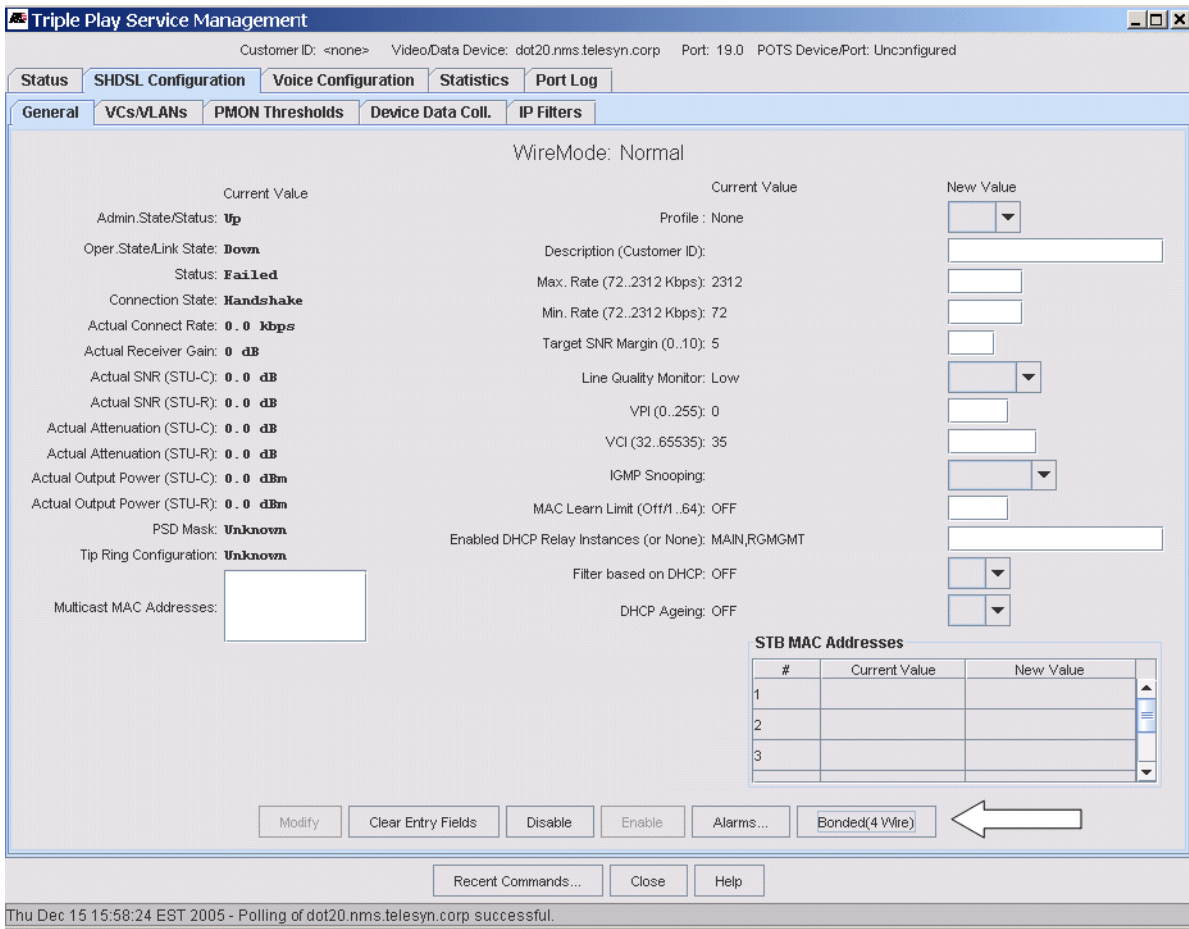 Triple Play Service Management
Customer ID: <none> Video/Data Device: dot20.nms.telesyn.corp Port: 19.0 POTS Device/Port: Unconfigured
Status SHDSL Configuration Voice Configuration Statistics Port Log
General VCs/VLANs PMON Thresholds Device Data Coll. IP Filters
WireMode: Normal
Current Value
Admin.State/Status: Up
Oper.State/Link State: Down
Status: Failed
Connection State: Handshake
Actual Connect Rate: 0.0 kbps
Actual Receiver Gain: 0 dB
Actual SNR (STU-C): 0.0 dB
Actual SNR (STU-R): 0.0 dB
Actual Attenuation (STU-C): 0.0 dB
Actual Attenuation (STU-R): 0.0 dB
Actual Output Power (STU-C): 0.0 dBm
Actual Output Power (STU-R): 0.0 dBm
PSD Mask: Unknown
Tip Ring Configuration: Unknown
Multicast MAC Addresses:
Current Value New Value
Profile : None
Description (Customer ID):
Max. Rate (72..2312 Kbps): 2312
Min. Rate (72..2312 Kbps): 72
Target SNR Margin (0..10): 5
Line Quality Monitor: Low
VPI (0..255): 0
VCI (32..65535): 35
IGMP Snooping:
MAC Learn Limit (Off/1..64): OFF
Enabled DHCP Relay Instances (or None): MAIN,RGMGMT
Filter based on DHCP: OFF
DHCP Ageing: OFF
STB MAC Addresses
# Current Value New Value
1
2
3
Modify Clear Entry Fields Disable Enable Alarms... Bonded(4 Wire)
Recent Commands... Close Help
Thu Dec 15 15:58:24 EST 2005 - Polling of dot20.nms.telesyn.corp successful.